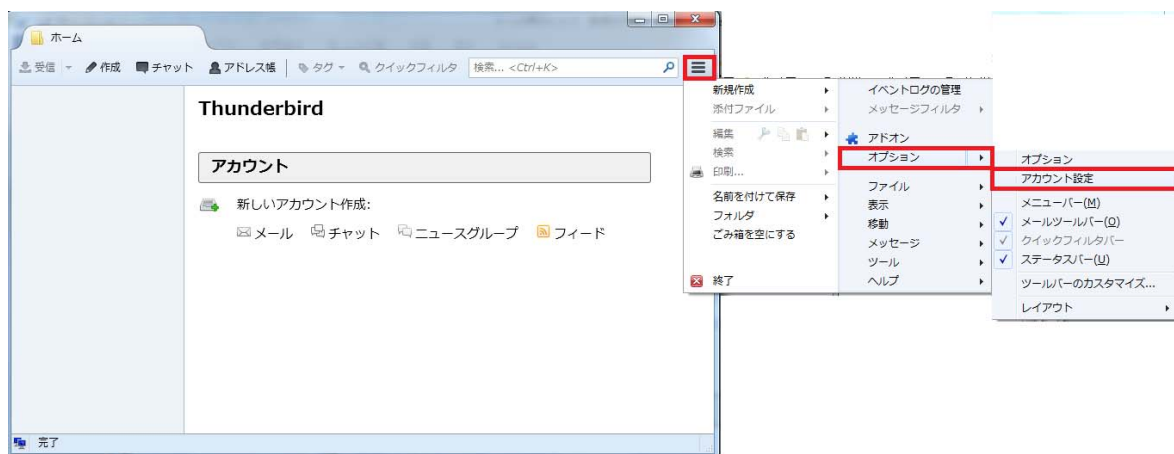 ホーム
受信 作成 チャット アドレス帳 タグ クイックフィルタ 検索... <Ctrl+K>
Thunderbird
アカウント
新しいアカウント作成:
メール チャット ニュースグループ フィード
完了
新規作成
添付ファイル
編集
検索
印刷...
名前を付けて保存
フォルダ
ごみ箱を空にする
終了
イベントログの管理
メッセージフィルタ
アドオン
オプション
ファイル
表示
移動
メッセージ
ツール
ヘルプ
オプション
アカウント設定
メニューバー(M)
メールツールバー(O)
クイックフィルタバー
ステータスバー(U)
ツールバーのカスタマイズ...
レイアウト